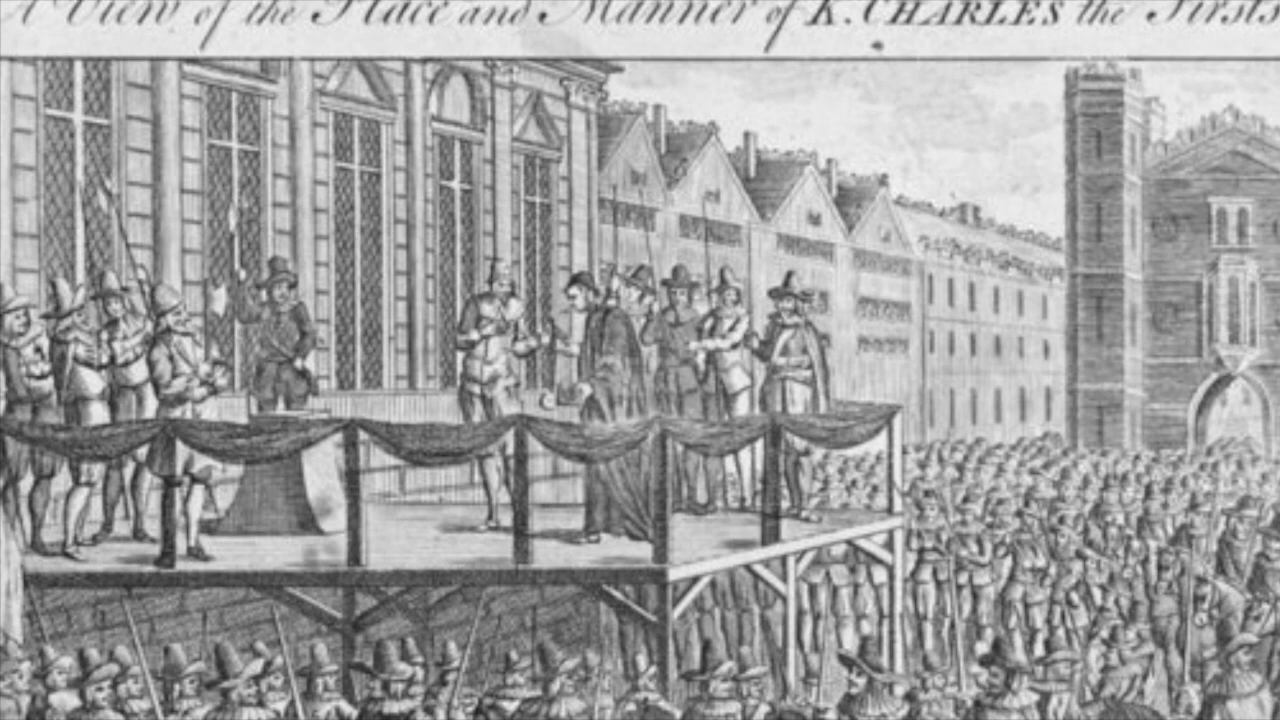 A View of the Place and Manner of K. CHARLES the Firsts